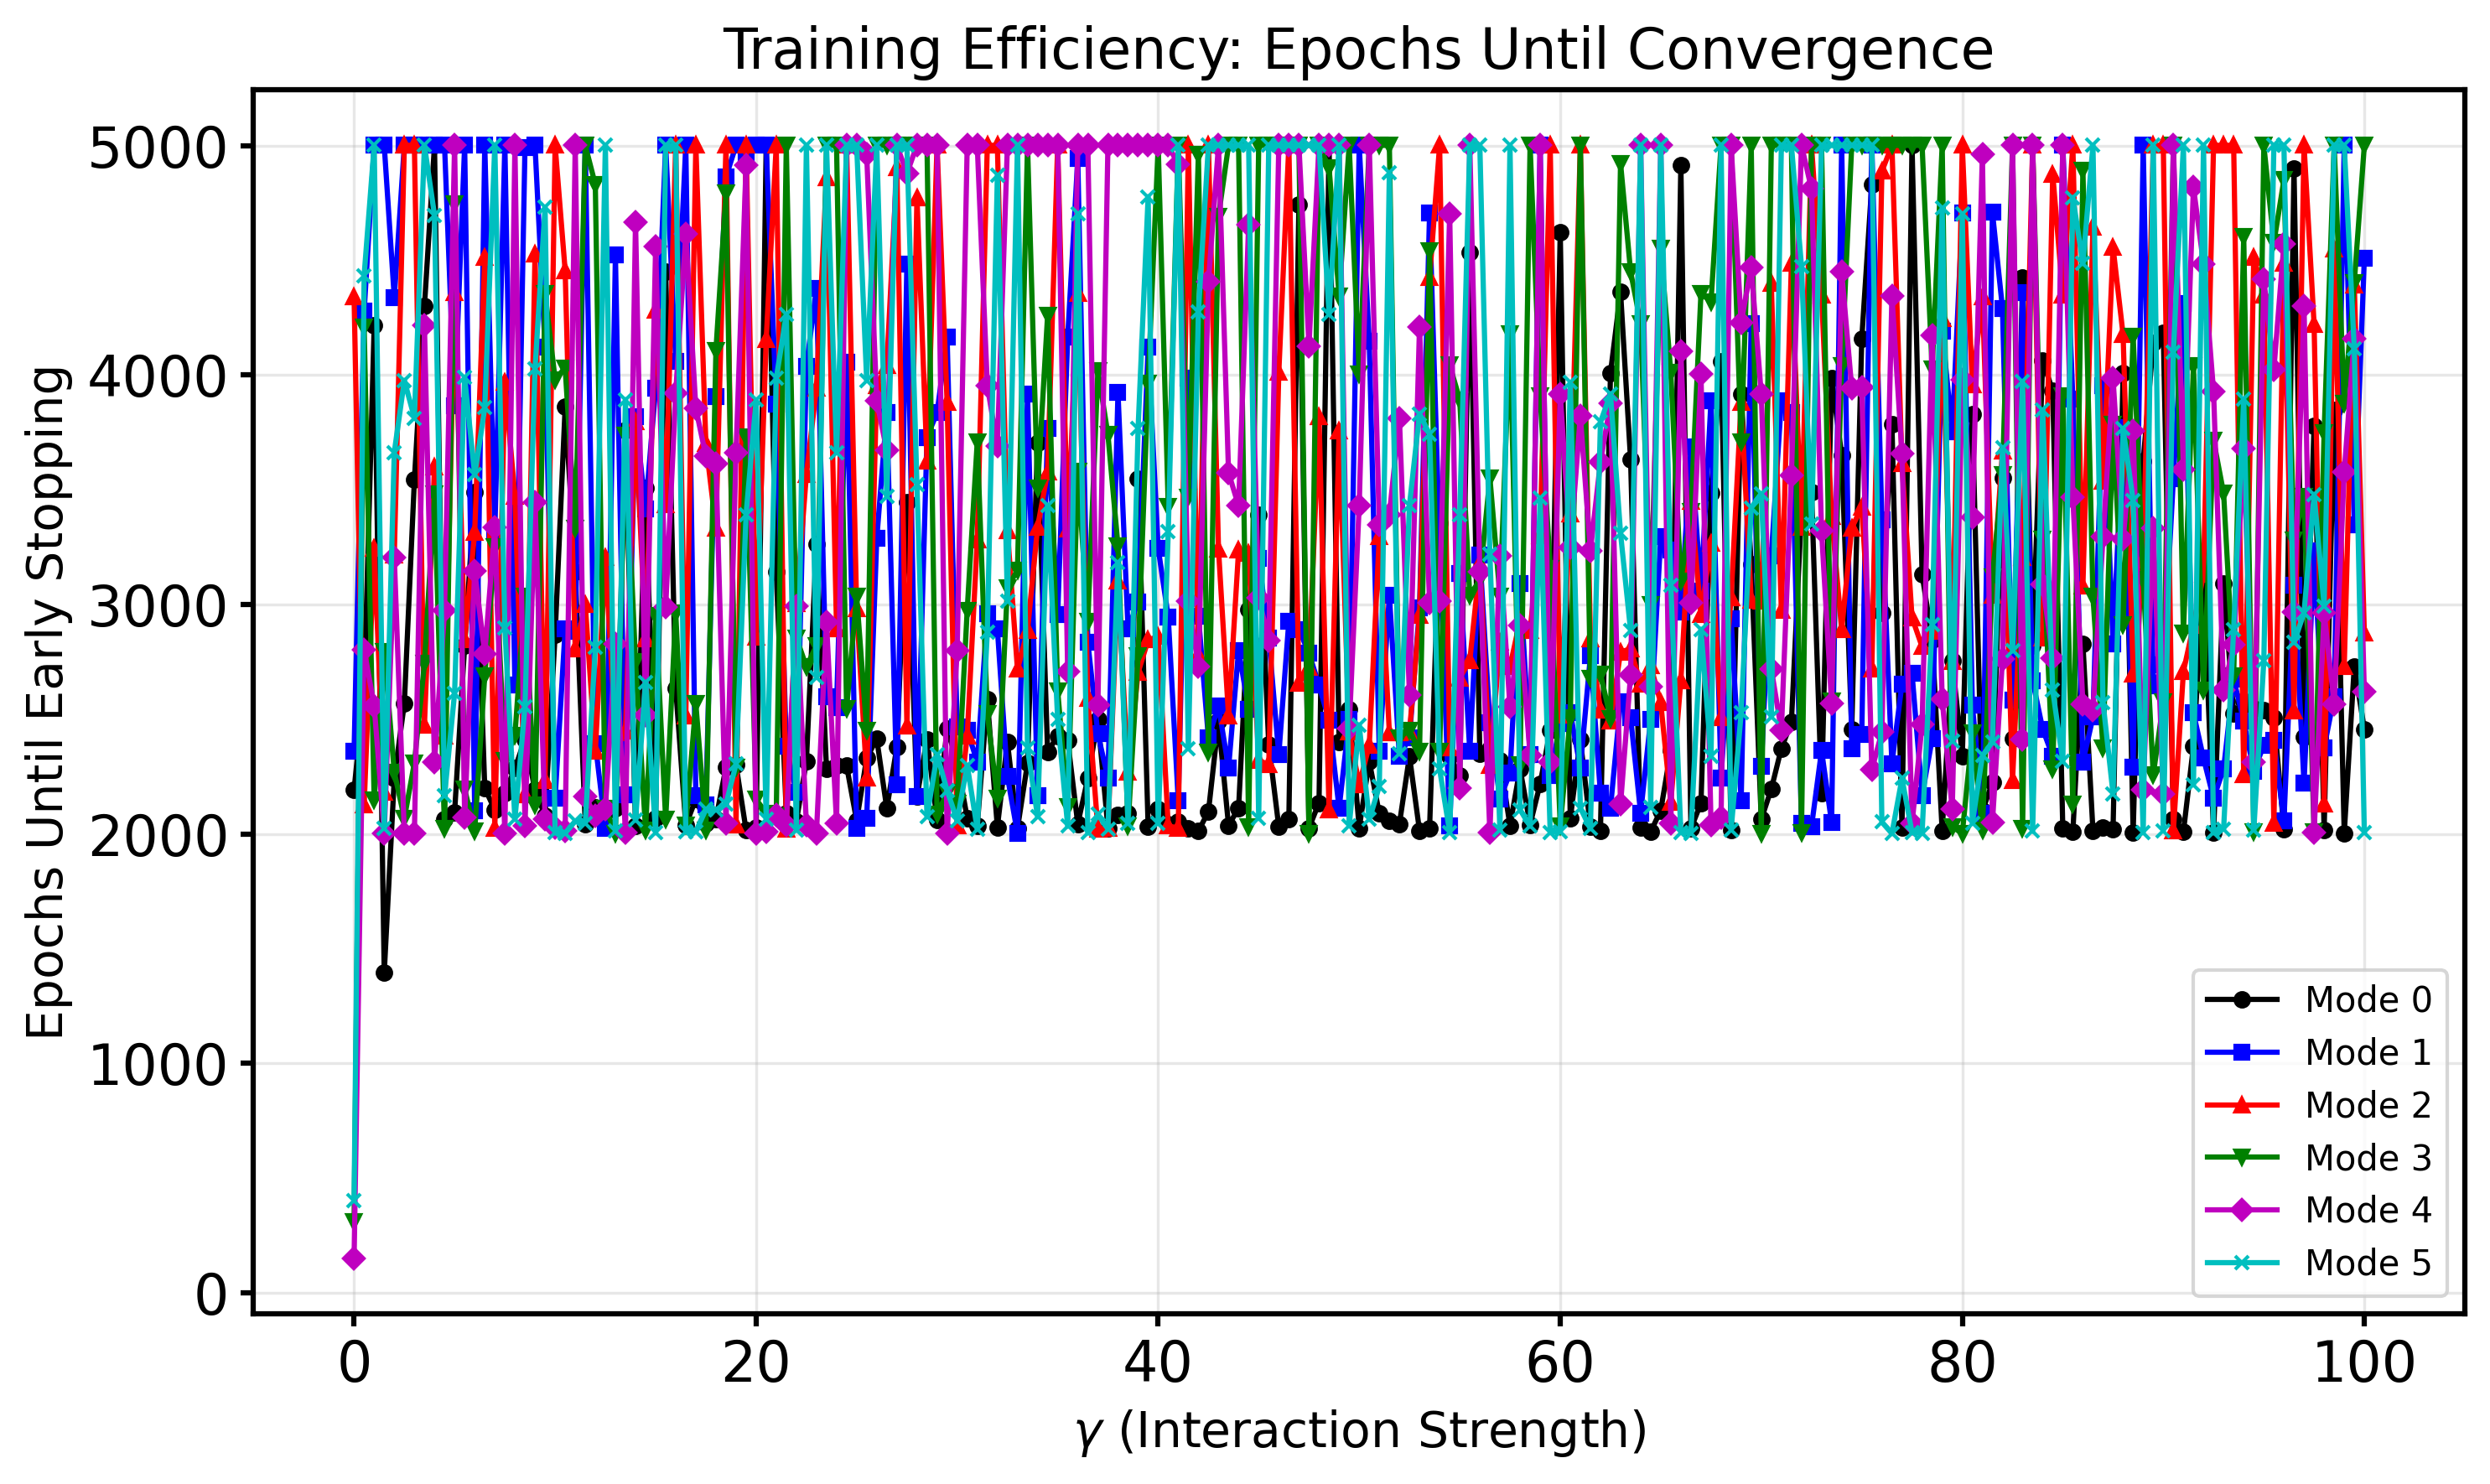 Training Efficiency: Epochs Until Convergence
Epochs Until Early Stopping
5000
4000
3000
2000
1000
0
0 20 40 60 80 100
γ (Interaction Strength)
Mode 0
Mode 1
Mode 2
Mode 3
Mode 4
Mode 5